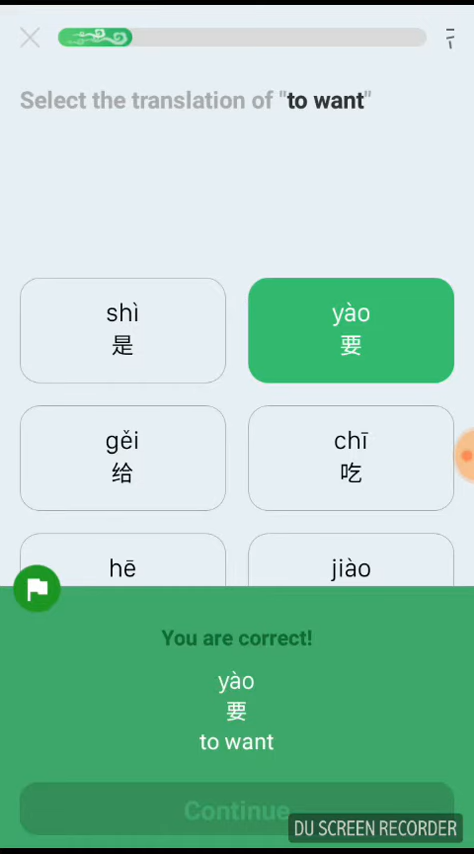 Select the translation of "to want"
shì
是
yào
要
gěi
给
chī
吃
hē
jiào
You are correct!
yào
要
to want
Continue
DU SCREEN RECORDER